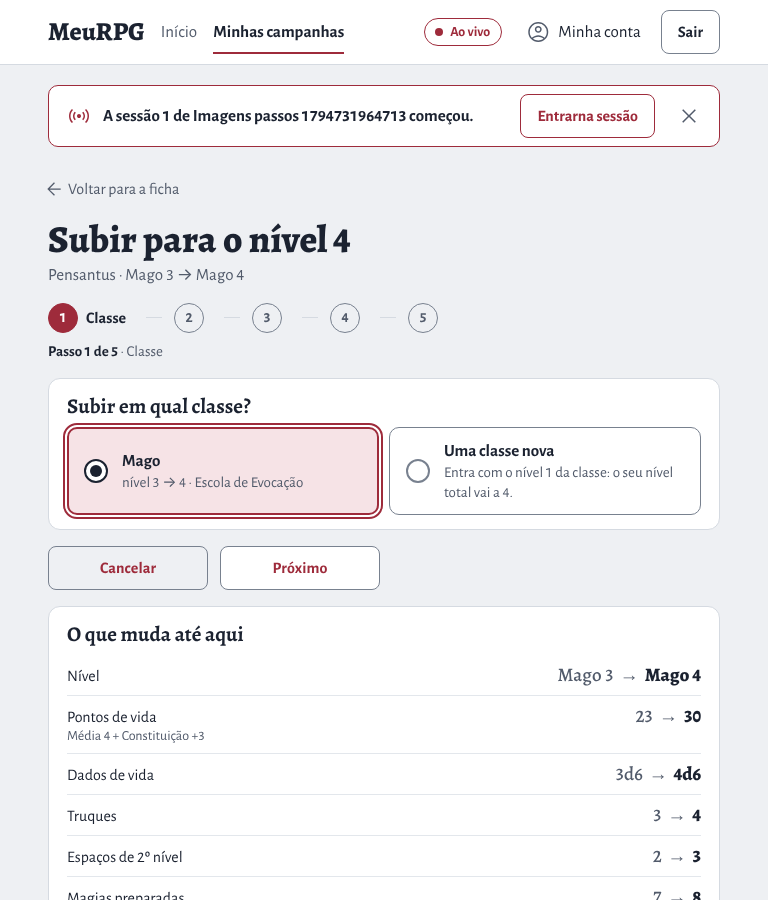 MeuRPG Início Minhas campanhas Ao vivo Minha conta Sair
A sessão 1 de Imagens passos 1794731964713 começou. Entrarna sessão
← Voltar para a ficha
Subir para o nível 4
Pensantus · Mago 3 → Mago 4
1 Classe 2 3 4 5
Passo 1 de 5 · Classe
Subir em qual classe?
Mago
nível 3 → 4 · Escola de Evocação
Uma classe nova
Entra com o nível 1 da classe: o seu nível
total vai a 4.
Cancelar Próximo
O que muda até aqui
Nível Mago 3 → Mago 4
Pontos de vida 23 → 30
Média 4 + Constituição +3
Dados de vida 3d6 → 4d6
Truques 3 → 4
Espaços de 2º nível 2 → 3
Magias preparadas 7 → 8